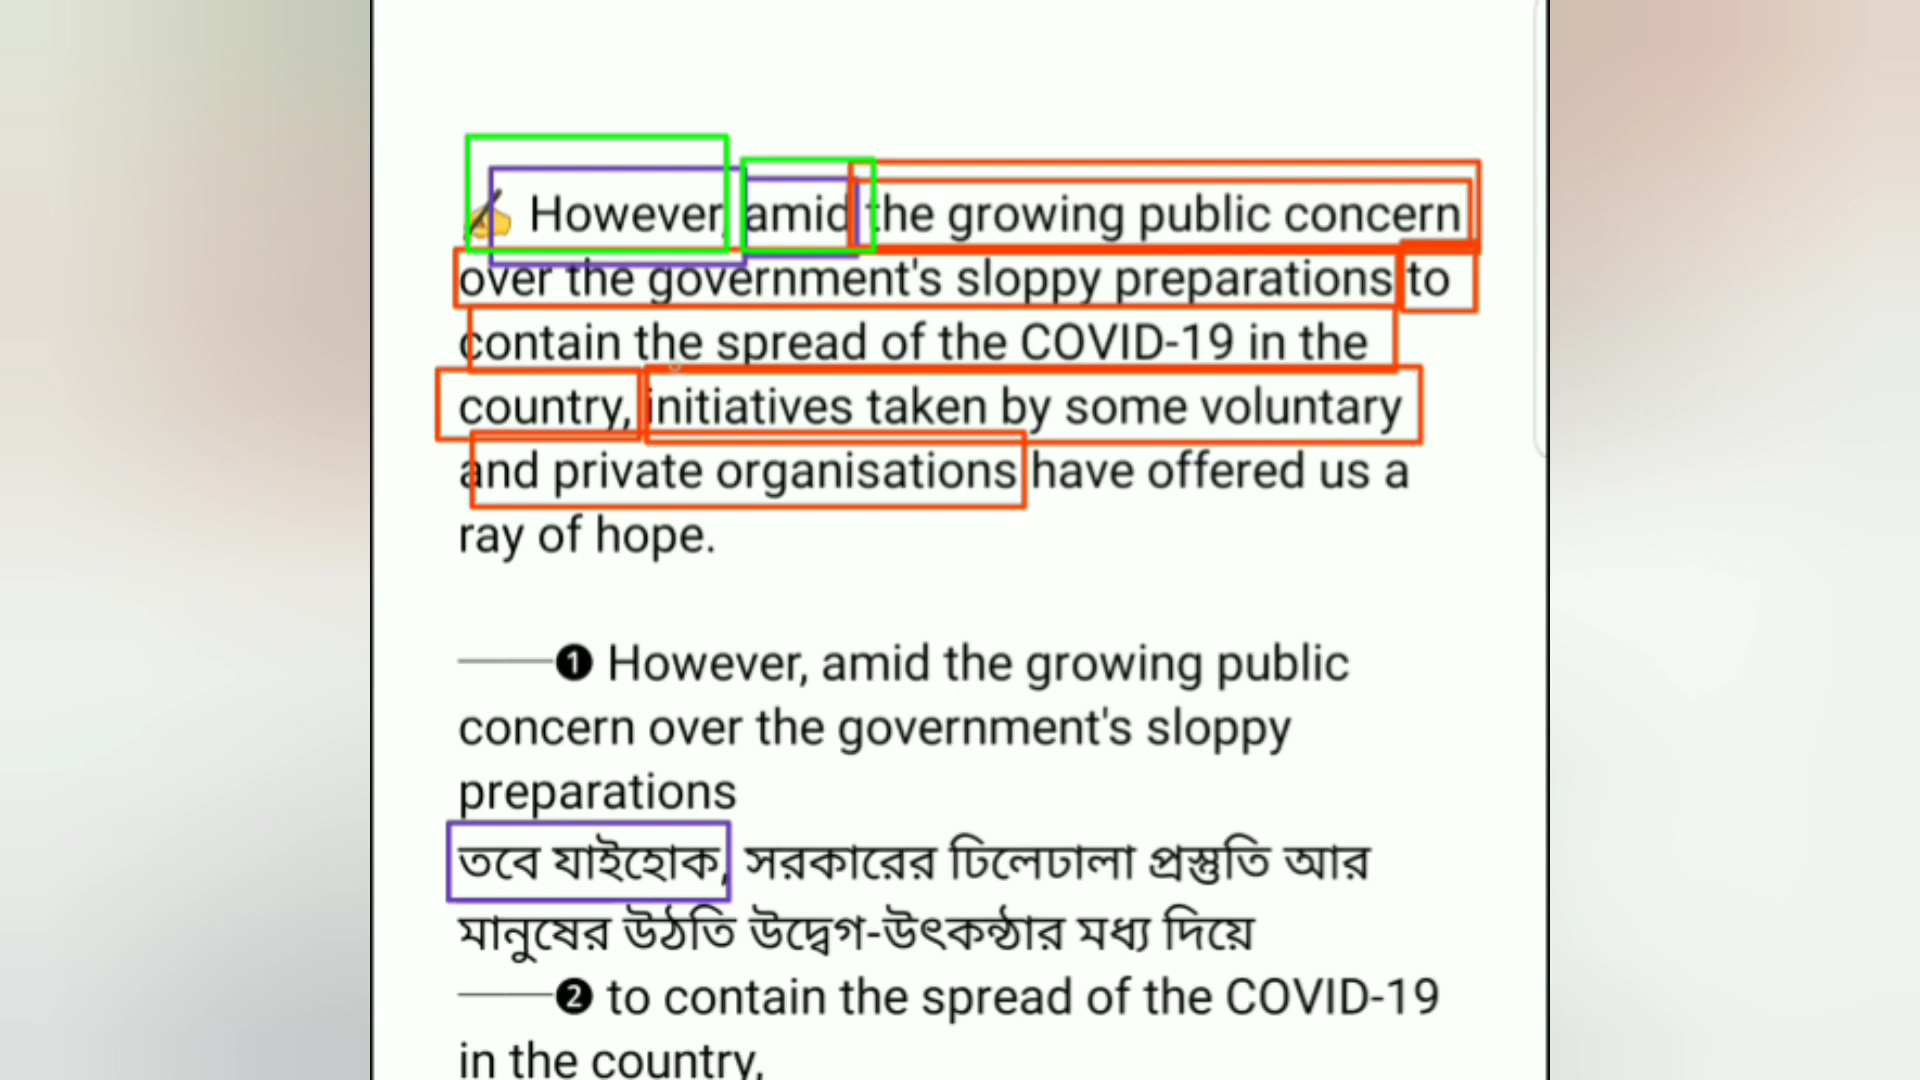 ✍ However, amid the growing public concern
over the government's sloppy preparations to
contain the spread of the COVID-19 in the
country, initiatives taken by some voluntary
and private organisations have offered us a
ray of hope.
——❶ However, amid the growing public
concern over the government's sloppy
preparations
তবে যাইহোক, সরকারের ঢিলেঢালা প্রস্তুতি আর
মানুষের উঠতি উদ্বেগ-উৎকন্ঠার মধ্য দিয়ে
——❷ to contain the spread of the COVID-19
in the country,